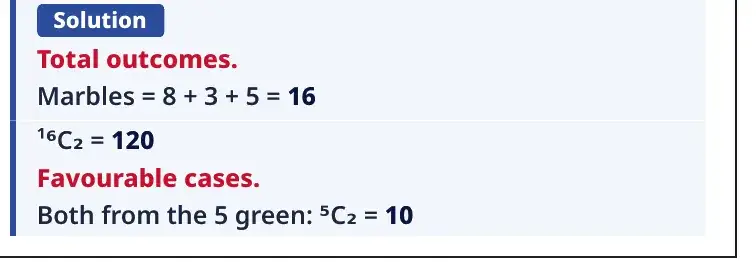 Solution
Total outcomes.
Marbles = 8 + 3 + 5 = 16
¹⁶C₂ = 120
Favourable cases.
Both from the 5 green: ⁵C₂ = 10